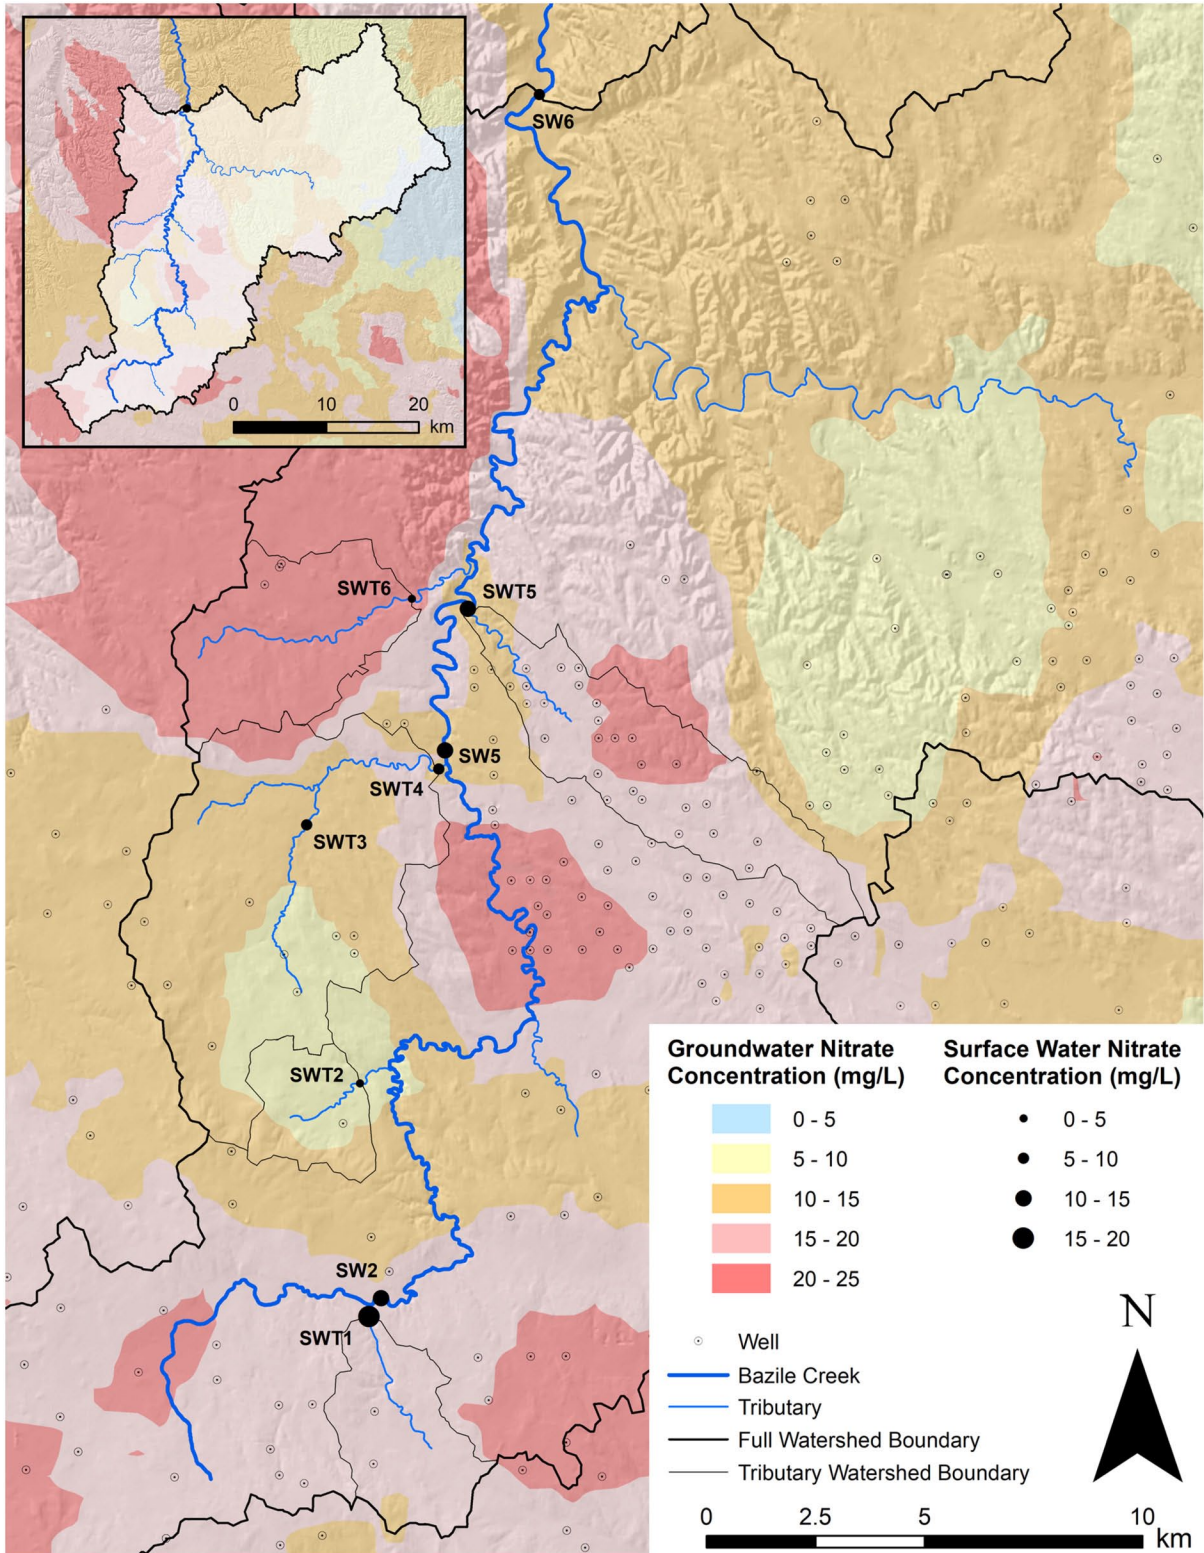 0 10 20
km
SW6
SWT6
SWT5
SW5
SWT4
SWT3
SWT2
SW2
SWT1
Groundwater Nitrate
Concentration (mg/L)
0 - 5
5 - 10
10 - 15
15 - 20
20 - 25
Surface Water Nitrate
Concentration (mg/L)
0 - 5
5 - 10
10 - 15
15 - 20
Well
Bazile Creek
Tributary
Full Watershed Boundary
Tributary Watershed Boundary
N
0 2.5 5 10
km